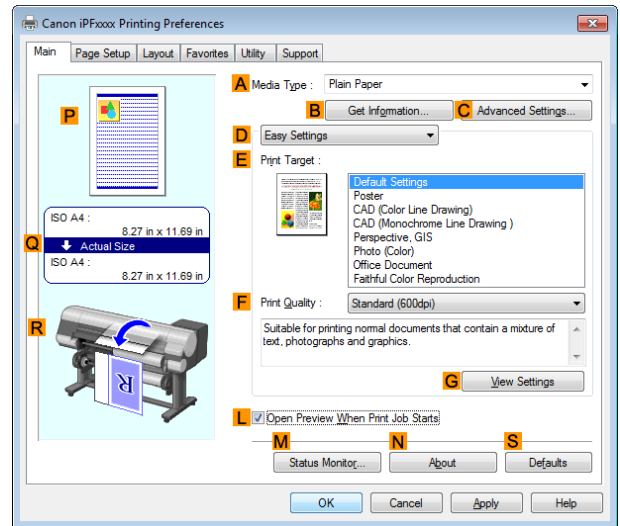 Canon iPFxxxx Printing Preferences
Main Page Setup Layout Favorites Utility Support
A Media Type : Plain Paper
B Get Information... C Advanced Settings...
D Easy Settings
E Print Target :
Default Settings
Poster
CAD (Color Line Drawing)
CAD (Monochrome Line Drawing )
Perspective, GIS
Photo (Color)
Office Document
Faithful Color Reproduction
F Print Quality : Standard (600dpi)
Suitable for printing normal documents that contain a mixture of
text, photographs and graphics.
G View Settings
L Open Preview When Print Job Starts
M N S
Status Monitor... About Defaults
P
ISO A4 :
8.27 in x 11.69 in
Q Actual Size
ISO A4 :
8.27 in x 11.69 in
R
R
OK Cancel Apply Help